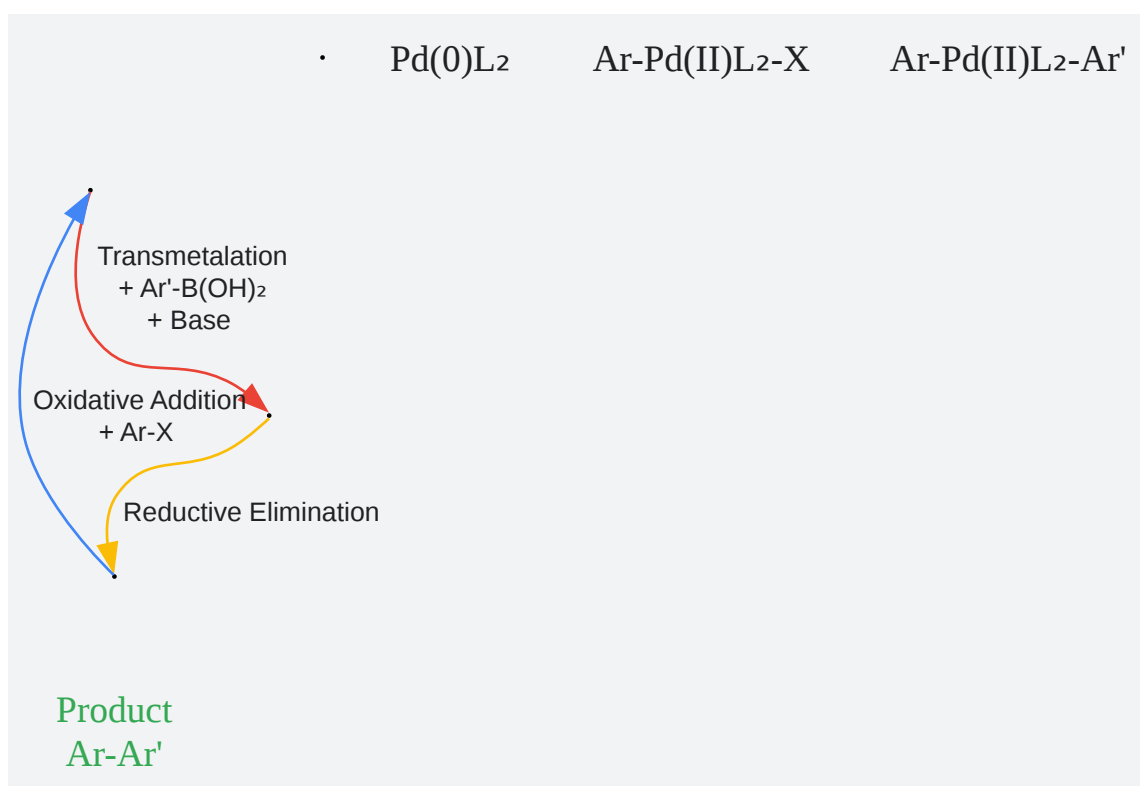 Pd(0)L₂
Ar-Pd(II)L₂-X
Ar-Pd(II)L₂-Ar'
Transmetalation
+ Ar'-B(OH)₂
+ Base
Oxidative Addition
+ Ar-X
Reductive Elimination
Product
Ar-Ar'